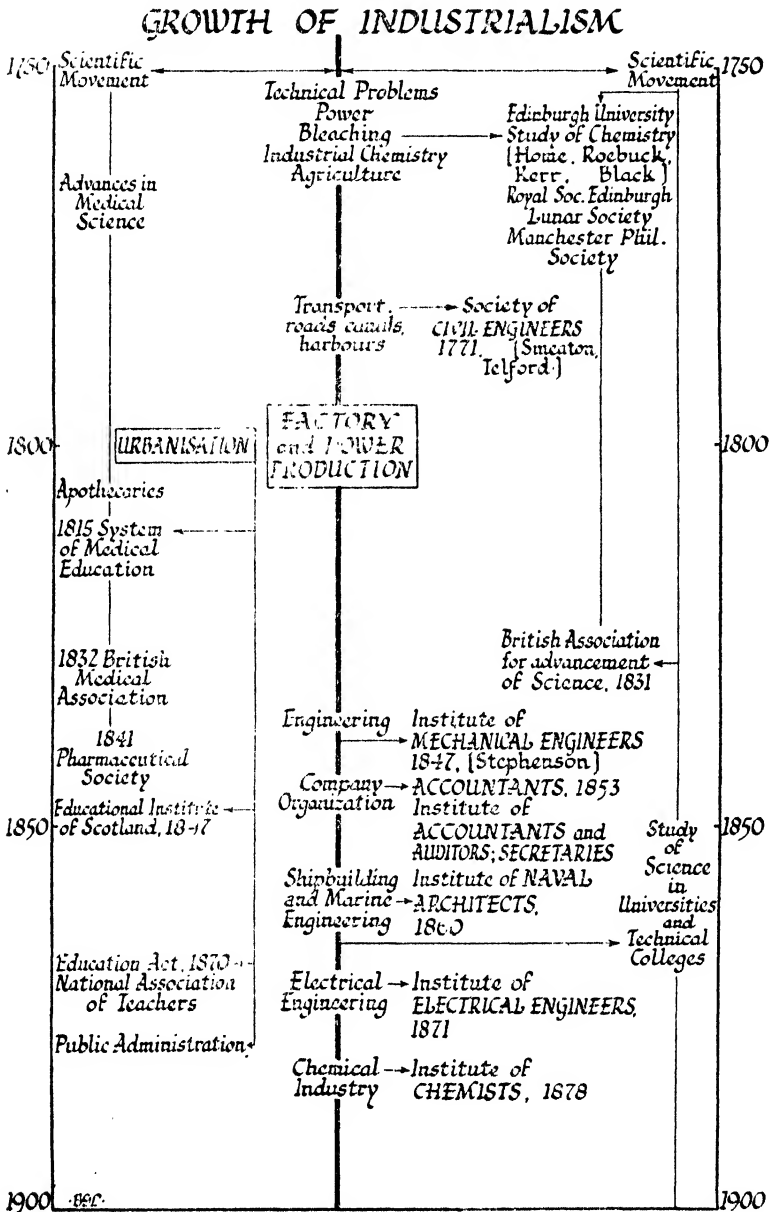 GROWTH OF INDUSTRIALISM
1750
Scientific
Movement
Scientific
Movement
1750
Technical Problems
Power
Bleaching
Industrial Chemistry
Agriculture
Edinburgh University
Study of Chemistry
[Home, Roebuck,
Kerr, Black]
Royal Soc. Edinburgh
Lunar Society
Manchester Phil.
Society
Advances in
Medical
Science
Transport,
roads, canals,
harbours
Society of
CIVIL ENGINEERS
1771. [Smeaton,
Telford.]
1800
URBANISATION
FACTORY
and POWER
PRODUCTION
1800
Apothecaries
1815 System
of Medical
Education
1832 British
Medical
Association
1841
Pharmaceutical
Society
Educational Institute
of Scotland, 1847
British Association
for advancement
of Science, 1831
Engineering
Institute of
MECHANICAL ENGINEERS
1847, [Stephenson]
Company
Organization
ACCOUNTANTS, 1853
Institute of
ACCOUNTANTS and
AUDITORS; SECRETARIES
1850
1850
Study
of
Science
in
Universities
and
Technical
Colleges
Shipbuilding
and Marine
Engineering
Institute of NAVAL
ARCHITECTS,
1860
Education Act, 1870
National Association
of Teachers
Public Administration
Electrical
Engineering
Institute of
ELECTRICAL ENGINEERS,
1871
Chemical
Industry
Institute of
CHEMISTS, 1878
1900
1900